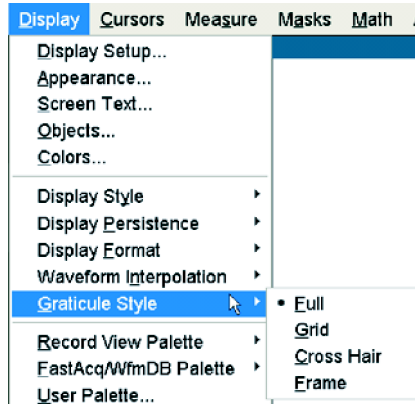 Display Cursors Measure Masks Math
Display Setup...
Appearance...
Screen Text...
Objects...
Colors...
Display Style
Display Persistence
Display Format
Waveform Interpolation
Graticule Style
Full
Grid
Cross Hair
Frame
Record View Palette
FastAcq/WfmDB Palette
User Palette...